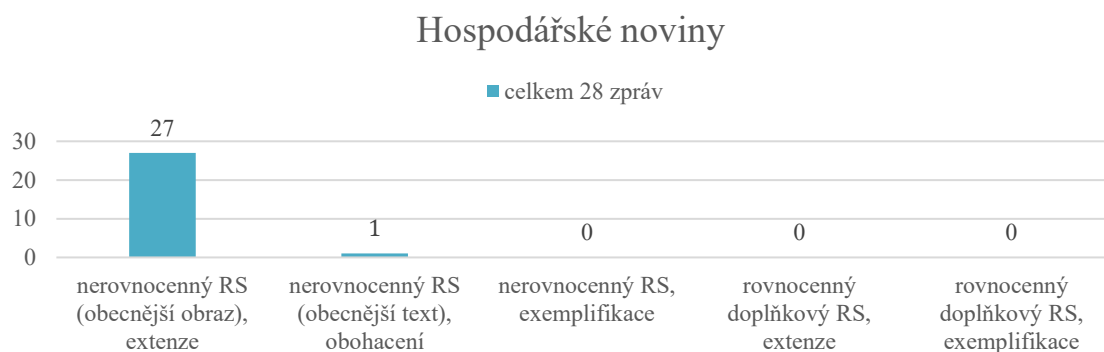 Hospodářské noviny
celkem 28 zpráv
27
30
20
10
0
1
0
0
0
nerovnocenný RS
(obecnější obraz),
extenze
nerovnocenný RS
(obecnější text),
obohacení
nerovnocenný RS,
exemplifikace
rovnocenný
doplňkový RS,
extenze
rovnocenný
doplňkový RS,
exemplifikace